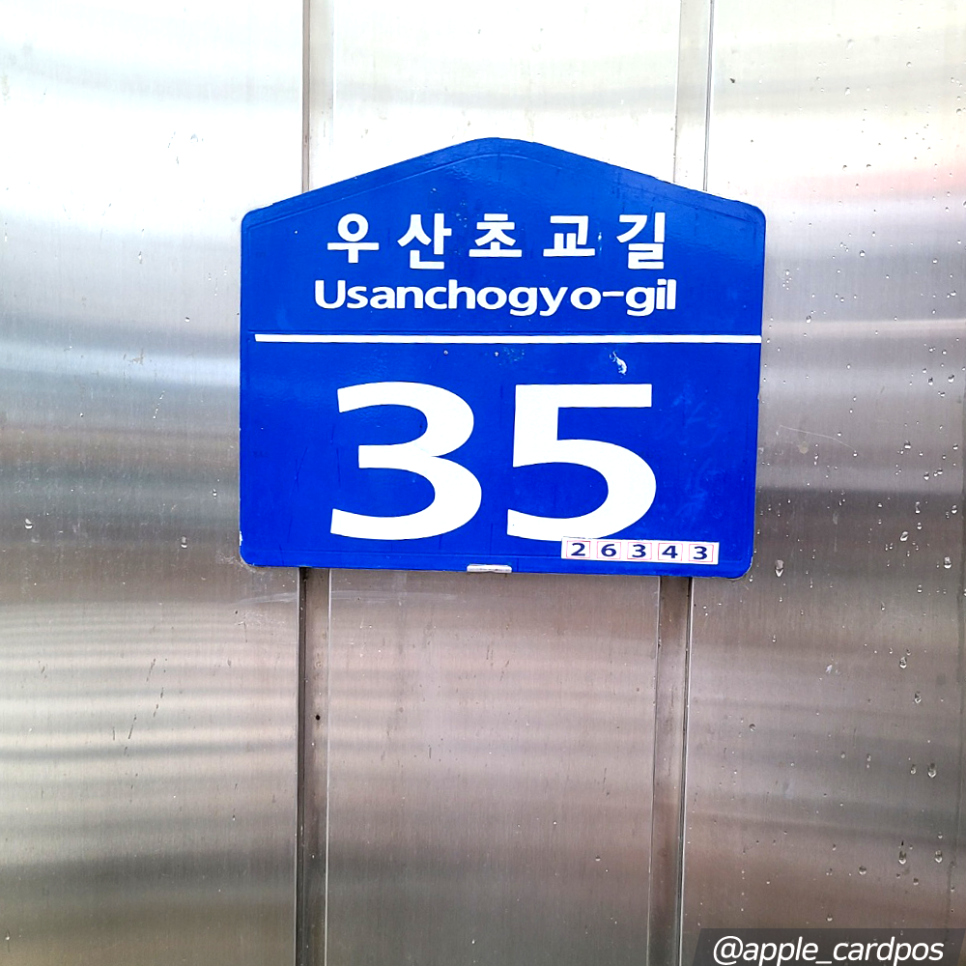 우산초교길
Usanchogyo-gil
35
26343
@apple_cardpos